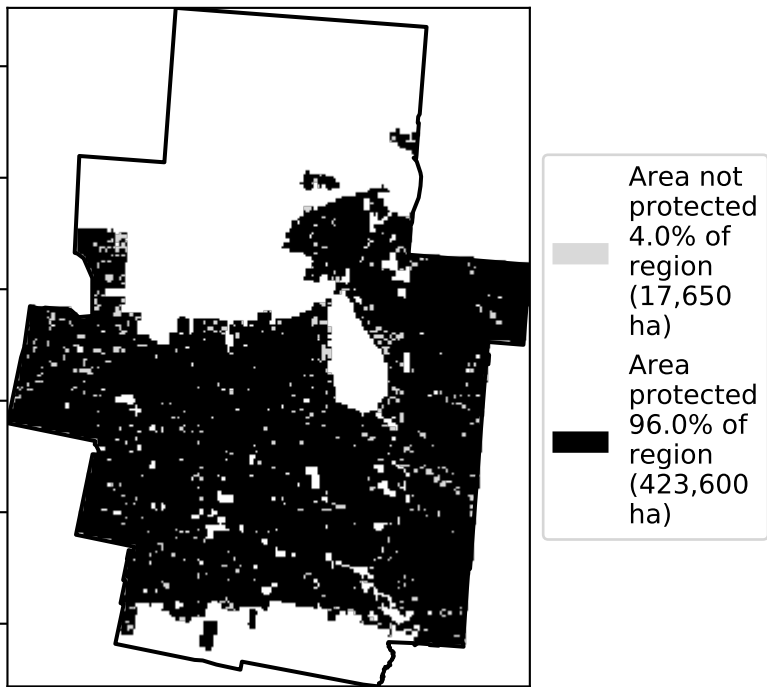 Area not
protected
4.0% of
region
(17,650
ha)
Area
protected
96.0% of
region
(423,600
ha)